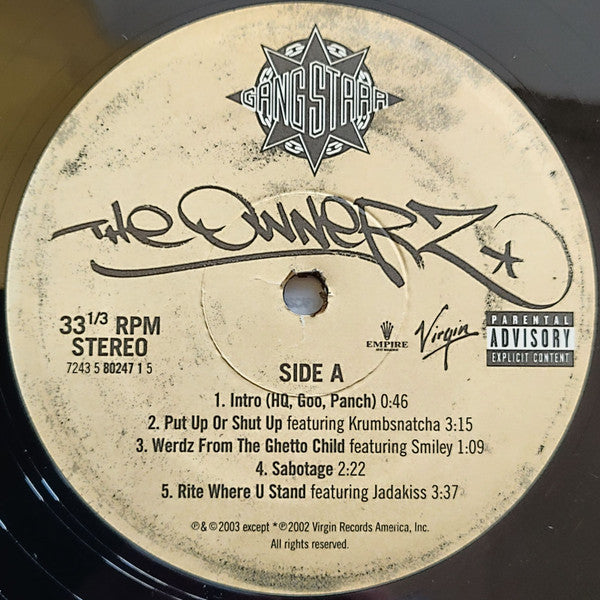 GANG STARR
THE OWNERZ
33 1/3 RPM
STEREO
7243 5 80247 1 5
EMPIRE
Virgin
PARENTAL
ADVISORY
EXPLICIT CONTENT
SIDE A
1. Intro (HQ, Goo, Panch) 0:46
2. Put Up Or Shut Up featuring Krumbsnatcha 3:15
3. Werdz From The Ghetto Child featuring Smiley 1:09
4. Sabotage 2:22
5. Rite Where U Stand featuring Jadakiss 3:37
℗ & © 2003 except *℗ 2002 Virgin Records America, Inc.
All rights reserved.